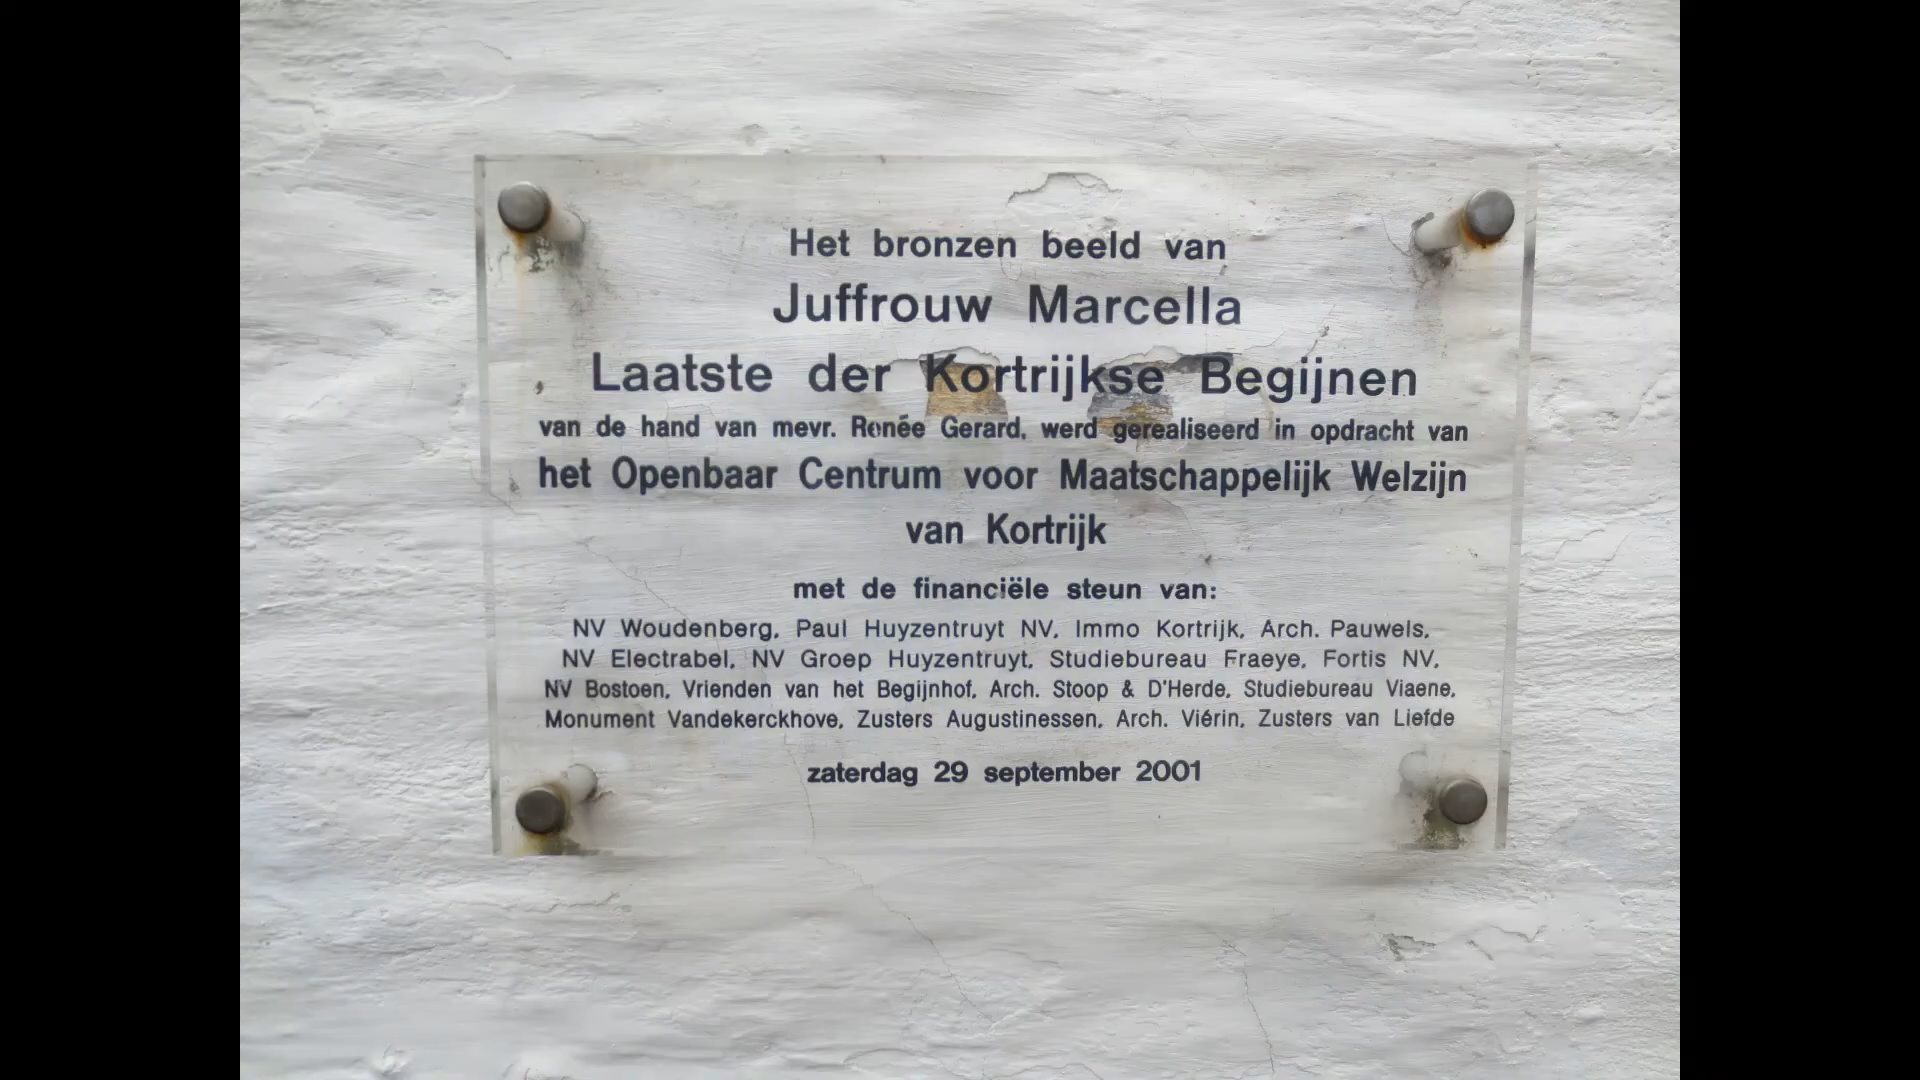 Het bronzen beeld van
Juffrouw Marcella
Laatste der Kortrijkse Begijnen
van de hand van mevr. Renée Gerard, werd gerealiseerd in opdracht van
het Openbaar Centrum voor Maatschappelijk Welzijn
van Kortrijk
met de financiële steun van:
NV Woudenberg, Paul Huyzentruyt NV, Immo Kortrijk, Arch. Pauwels,
NV Electrabel, NV Groep Huyzentruyt, Studiebureau Fraeye, Fortis NV,
NV Bostoen, Vrienden van het Begijnhof, Arch. Stoop & D'Herde, Studiebureau Viaene,
Monument Vandekerckhove, Zusters Augustinessen, Arch. Viérin, Zusters van Liefde
zaterdag 29 september 2001